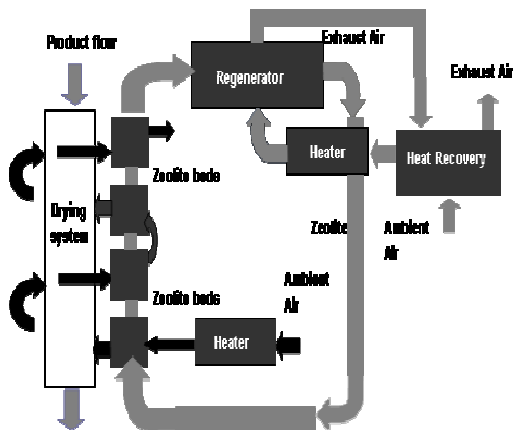 Product flow
Exhaust Air
Regenerator
Exhaust Air
Heater
Heat Recovery
Zeolite beds
Drying
system
Zeolite
Ambient
Air
Zeolite beds
Ambient
Air
Heater